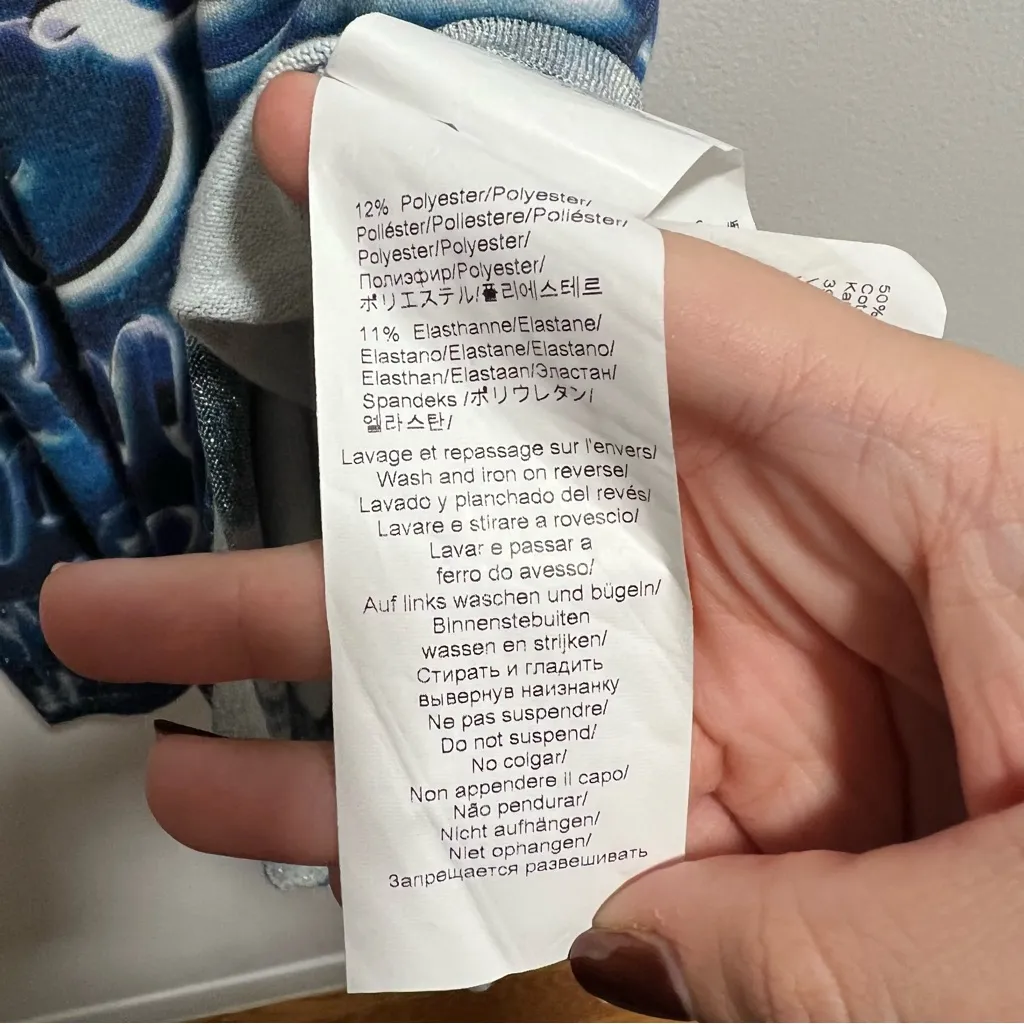 12% Polyester/Polyester/
Poliéster/Poliestere/Poliéster/
Polyester/Polyester/
Полиэфир/Polyester/
ポリエステル/폴리에스테르
11% Elasthanne/Elastane/
Elastano/Elastane/Elastano/
Elasthan/Elastaan/Эластан/
Spandeks /ポリウレタン/
엘라스탄/
Lavage et repassage sur l'envers/
Wash and iron on reverse/
Lavado y planchado del revés/
Lavare e stirare a rovescio/
Lavar e passar a
ferro do avesso/
Auf links waschen und bügeln/
Binnenstebuiten
wassen en strijken/
Стирать и гладить
вывернув наизнанку
Ne pas suspendre/
Do not suspend/
No colgar/
Non appendere il capo/
Não pendurar/
Nicht aufhängen/
Niet ophangen/
Запрещается развешивать
50%